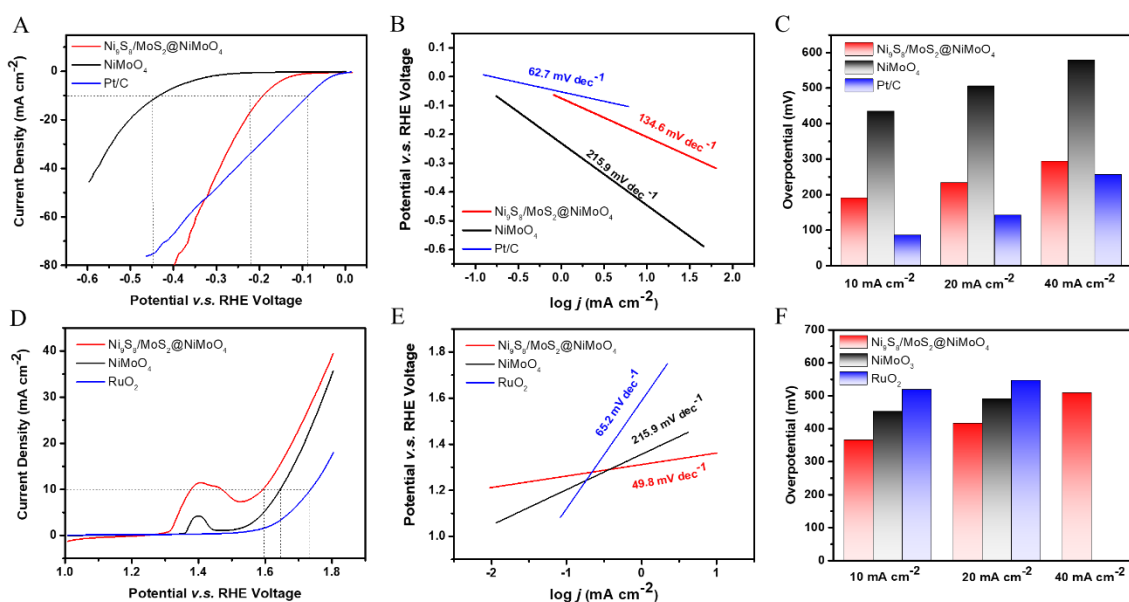 A
Ni₉S₈/MoS₂@NiMoO₄
NiMoO₄
Pt/C
Current Density (mA cm⁻²)
0
-20
-40
-60
-80
-0.6 -0.5 -0.4 -0.3 -0.2 -0.1 0.0
Potential v.s. RHE Voltage
B
62.7 mV dec⁻¹
134.6 mV dec⁻¹
215.9 mV dec⁻¹
Ni₉S₈/MoS₂@NiMoO₄
NiMoO₄
Pt/C
Potential v.s. RHE Voltage
0.1
0.0
-0.1
-0.2
-0.3
-0.4
-0.5
-0.6
-1.0 -0.5 0.0 0.5 1.0 1.5 2.0
log j (mA cm⁻²)
C
Ni₉S₈/MoS₂@NiMoO₄
NiMoO₄
Pt/C
Overpotential (mV)
600
500
400
300
200
100
0
10 mA cm⁻² 20 mA cm⁻² 40 mA cm⁻²
D
Ni₉S₈/MoS₂@NiMoO₄
NiMoO₄
RuO₂
Current Density (mA cm⁻²)
40
30
20
10
0
1.0 1.2 1.4 1.6 1.8
Potential v.s. RHE Voltage
E
Ni₉S₈/MoS₂@NiMoO₄
NiMoO₄
RuO₂
65.2 mV dec⁻¹
215.9 mV dec⁻¹
49.8 mV dec⁻¹
Potential v.s. RHE Voltage
1.8
1.7
1.6
1.5
1.4
1.3
1.2
1.1
1.0
-2 -1 0 1
log j (mA cm⁻²)
F
Ni₉S₈/MoS₂@NiMoO₄
NiMoO₃
RuO₂
Overpotential (mV)
700
600
500
400
300
200
100
0
10 mA cm⁻² 20 mA cm⁻² 40 mA cm⁻²